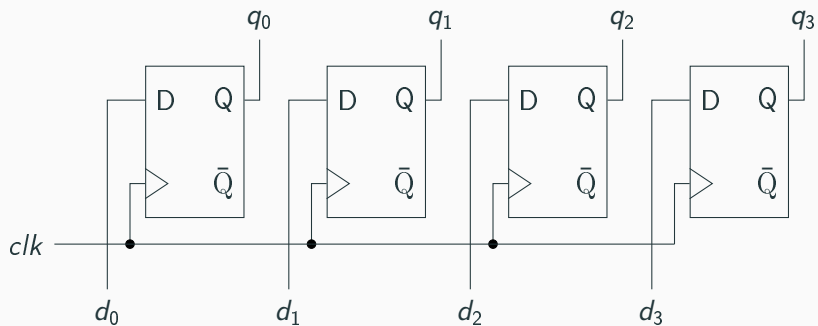 q₀ q₁ q₂ q₃
D Q D Q D Q D Q
Q̄ Q̄ Q̄ Q̄
clk
d₀ d₁ d₂ d₃